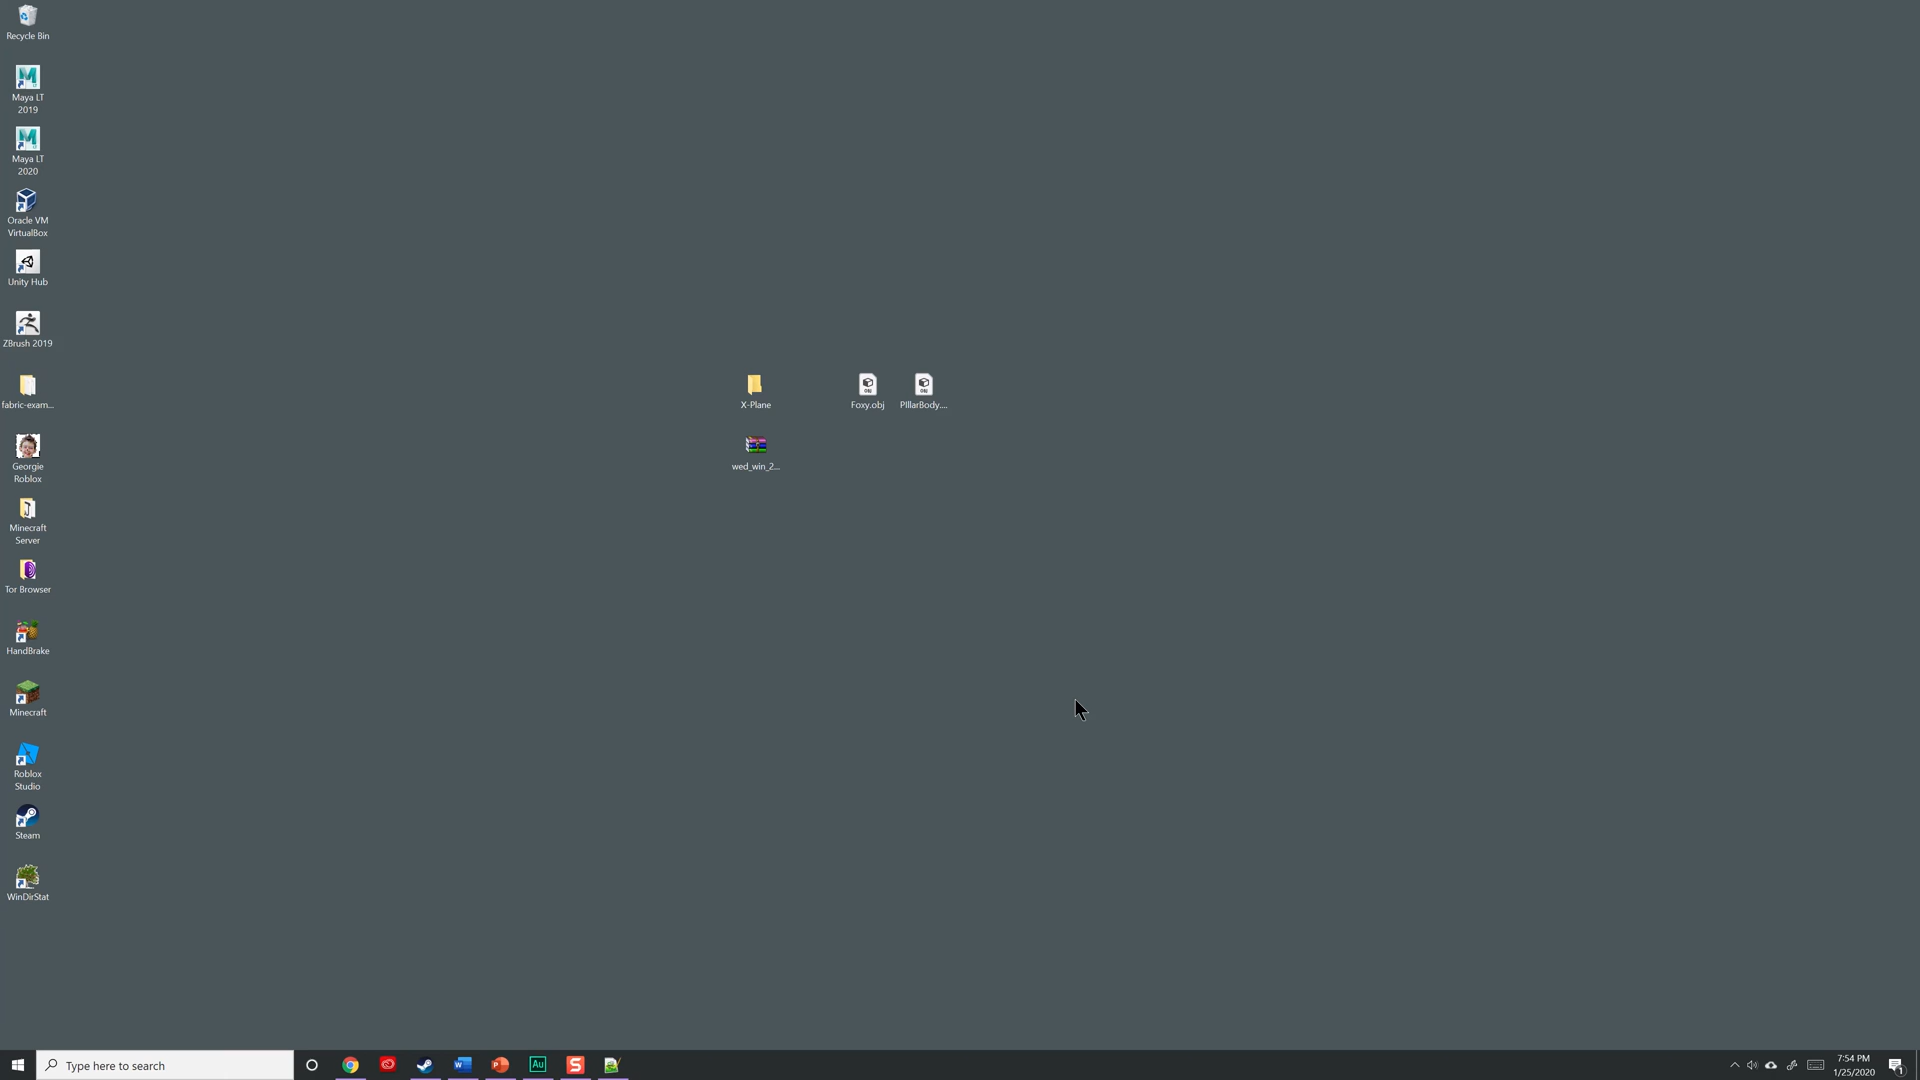 Recycle Bin
Maya LT
2019
Maya LT
2020
Oracle VM
VirtualBox
Unity Hub
ZBrush 2019
fabric-exam...
Georgie
Roblox
Minecraft
Server
Tor Browser
HandBrake
Minecraft
Roblox
Studio
Steam
WinDirStat
X-Plane
wed_win_2...
Foxy.obj
PIllarBody....
Type here to search
7:54 PM
1/25/2020